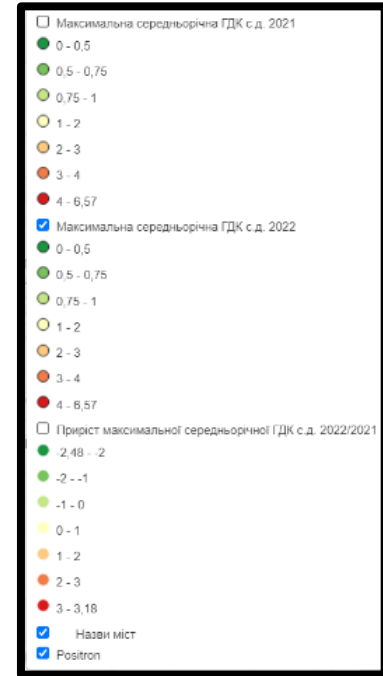 Максимальна середньорічна ГДК с.д. 2021
0 - 0,5
0,5 - 0,75
0,75 - 1
1 - 2
2 - 3
3 - 4
4 - 6,57
Максимальна середньорічна ГДК с.д. 2022
0 - 0,5
0,5 - 0,75
0,75 - 1
1 - 2
2 - 3
3 - 4
4 - 6,57
Приріст максимальної середньорічної ГДК с.д. 2022/2021
-2,48 - -2
-2 - -1
-1 - 0
0 - 1
1 - 2
2 - 3
3 - 3,18
Назви міст
Positron